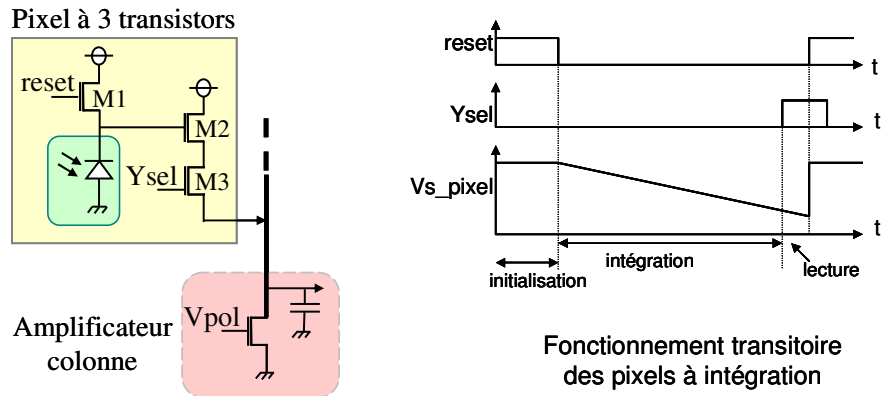 Pixel à 3 transistors
reset
M1
M2
Ysel
M3
Vpol
Amplificateur
colonne
reset
t
Ysel
t
Vs_pixel
t
initialisation
intégration
lecture
Fonctionnement transitoire
des pixels à intégration